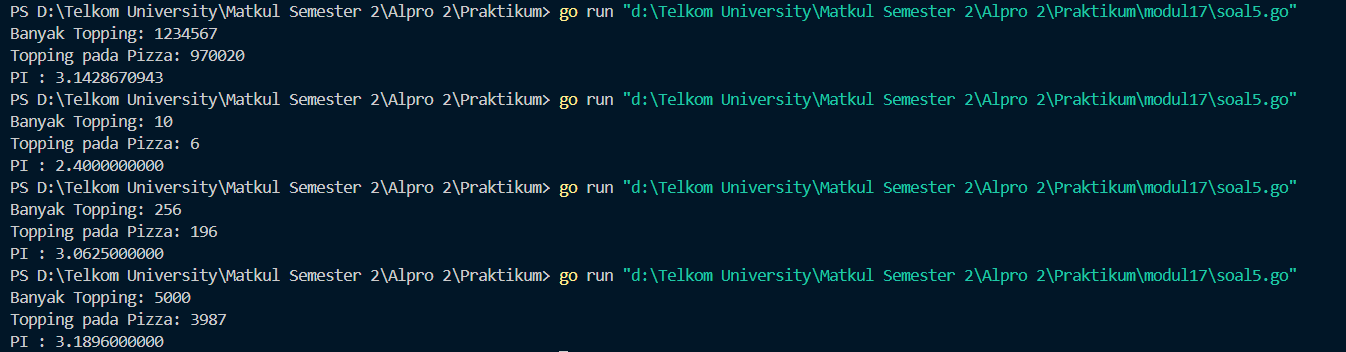 PS D:\Telkom University\Matkul Semester 2\Alpro 2\Praktikum> go run "d:\Telkom University\Matkul Semester 2\Alpro 2\Praktikum\modul17\soal5.go"
Banyak Topping: 1234567
Topping pada Pizza: 970020
PI : 3.1428670943
PS D:\Telkom University\Matkul Semester 2\Alpro 2\Praktikum> go run "d:\Telkom University\Matkul Semester 2\Alpro 2\Praktikum\modul17\soal5.go"
Banyak Topping: 10
Topping pada Pizza: 6
PI : 2.4000000000
PS D:\Telkom University\Matkul Semester 2\Alpro 2\Praktikum> go run "d:\Telkom University\Matkul Semester 2\Alpro 2\Praktikum\modul17\soal5.go"
Banyak Topping: 256
Topping pada Pizza: 196
PI : 3.0625000000
PS D:\Telkom University\Matkul Semester 2\Alpro 2\Praktikum> go run "d:\Telkom University\Matkul Semester 2\Alpro 2\Praktikum\modul17\soal5.go"
Banyak Topping: 5000
Topping pada Pizza: 3987
PI : 3.1896000000